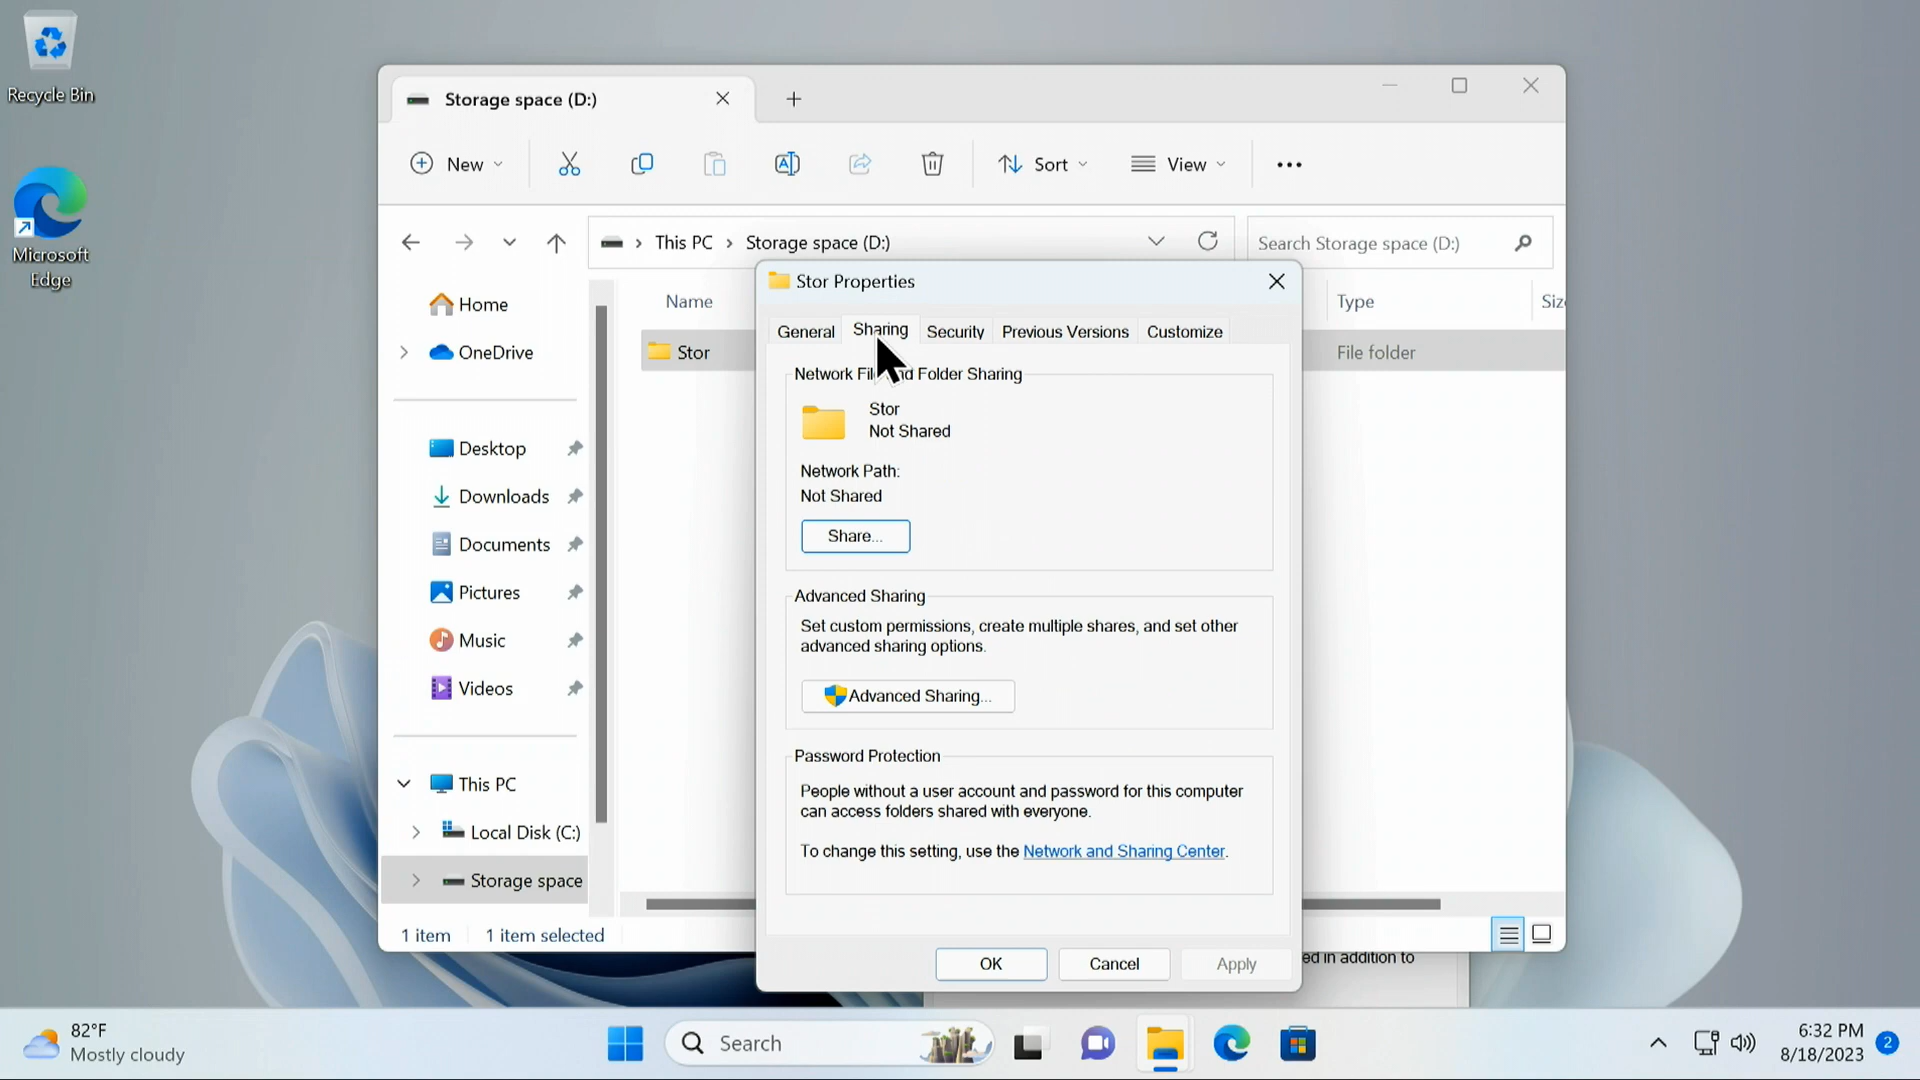 Recycle Bin
Microsoft
Edge
Storage space (D:)
New
Sort
View
This PC
Storage space (D:)
Search Storage space (D:)
Home
OneDrive
Desktop
Downloads
Documents
Pictures
Music
Videos
This PC
Local Disk (C:)
Storage space
Name
Type
Siz
Stor
File folder
1 item
1 item selected
Stor Properties
General
Sharing
Security
Previous Versions
Customize
Network Fil nd Folder Sharing
Stor
Not Shared
Network Path:
Not Shared
Share...
Advanced Sharing
Set custom permissions, create multiple shares, and set other
advanced sharing options.
Advanced Sharing...
Password Protection
People without a user account and password for this computer
can access folders shared with everyone.
To change this setting, use the Network and Sharing Center.
OK
Cancel
Apply
ed in addition to
82°F
Mostly cloudy
Search
6:32 PM
8/18/2023
2